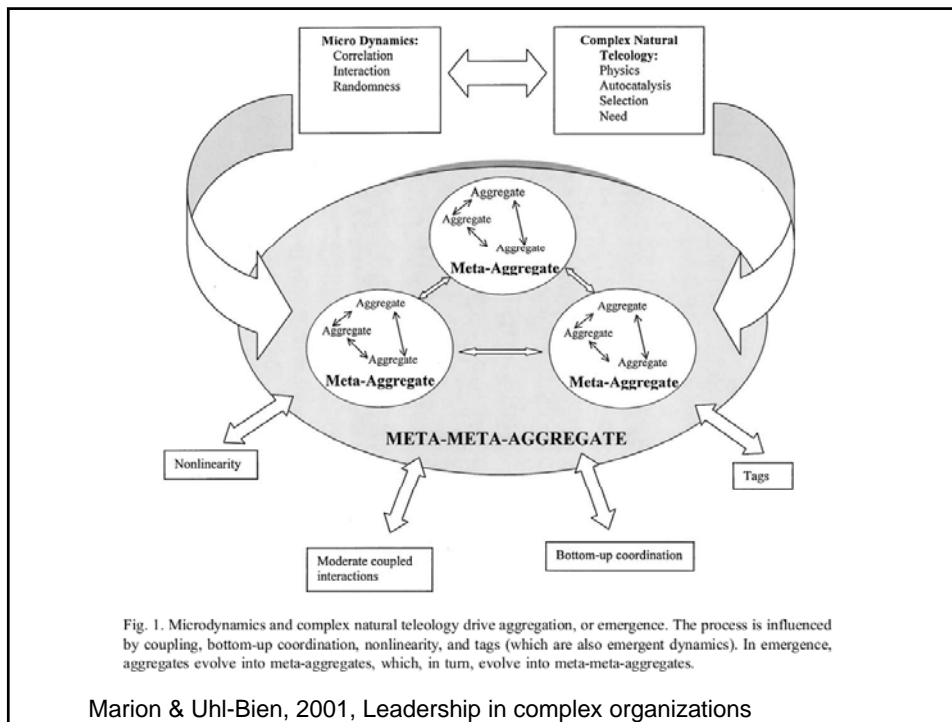 Micro Dynamics:
Correlation
Interaction
Randomness
Complex Natural
Teleology:
Physics
Autocatalysis
Selection
Need
Aggregate
Aggregate
Aggregate
Meta-Aggregate
Aggregate
Aggregate
Aggregate
Meta-Aggregate
Aggregate
Aggregate
Aggregate
Meta-Aggregate
META-META-AGGREGATE
Nonlinearity
Tags
Moderate coupled
interactions
Bottom-up coordination
Fig. 1. Microdynamics and complex natural teleology drive aggregation, or emergence. The process is influenced
by coupling, bottom-up coordination, nonlinearity, and tags (which are also emergent dynamics). In emergence,
aggregates evolve into meta-aggregates, which, in turn, evolve into meta-meta-aggregates.
Marion & Uhl-Bien, 2001, Leadership in complex organizations